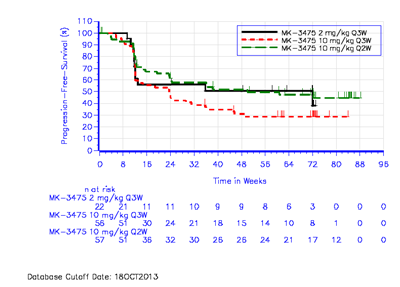 Progression-Free-Survival (%)
110
100
90
80
70
60
50
40
30
20
10
0
MK-3475 2 mg/kg Q3W
MK-3475 10 mg/kg Q3W
MK-3475 10 mg/kg Q2W
0 8 16 24 32 40 48 56 64 72 80 88 95
Time in Weeks
n at risk
MK-3475 2 mg/kg Q3W
22 21 11 11 10 9 9 8 6 3 0 0 0
MK-3475 10 mg/kg Q3W
56 51 30 24 21 18 15 14 10 8 1 0 0
MK-3475 10 mg/kg Q2W
57 51 36 32 30 26 26 24 21 17 12 0 0
Database Cutoff Date: 18OCT2013